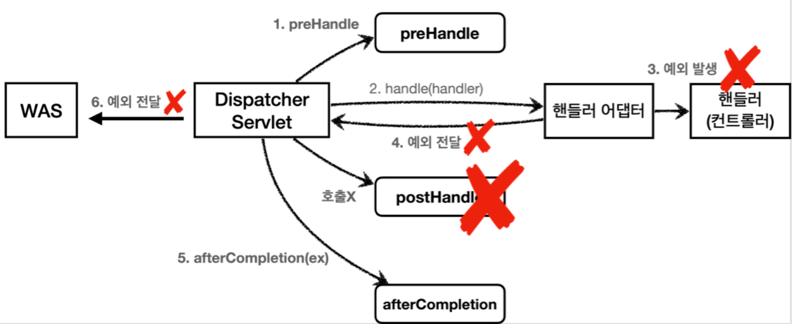 1. preHandle
preHandle
3. 예외 발생
WAS
6. 예외 전달
Dispatcher
Servlet
2. handle(handler)
핸들러 어댑터
핸들러
(컨트롤러)
4. 예외 전달
호출X
postHandle
5. afterCompletion(ex)
afterCompletion